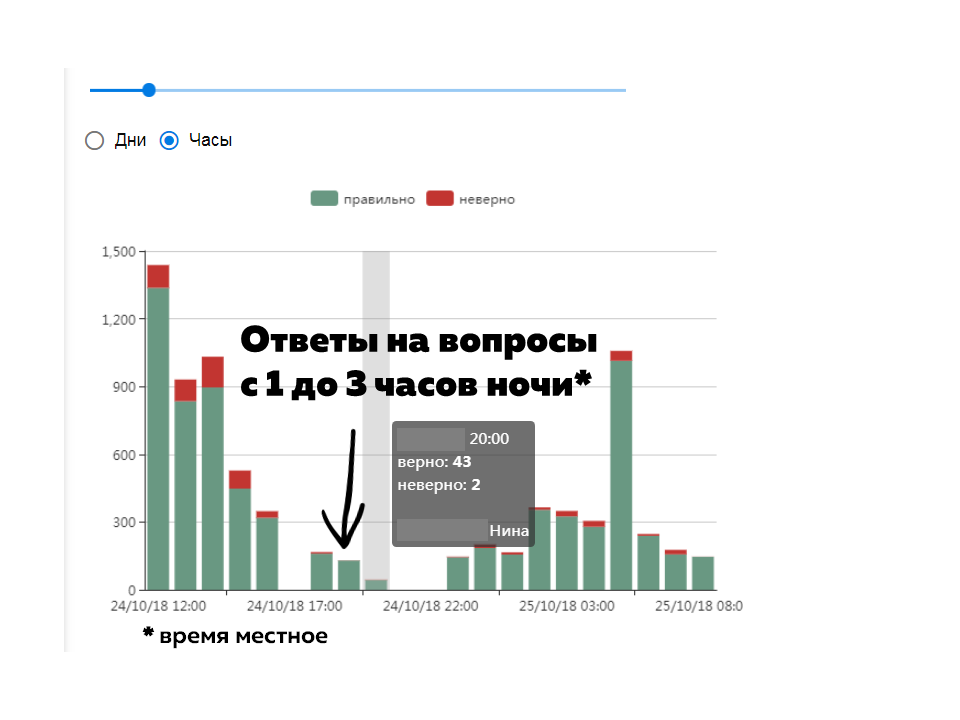 Дни Часы
правильно неверно
1,500
1,200
900
600
300
0
Ответы на вопросы
с 1 до 3 часов ночи*
20:00
верно: 43
неверно: 2
Нина
24/10/18 12:00 24/10/18 17:00 24/10/18 22:00 25/10/18 03:00 25/10/18 08:0
* время местное